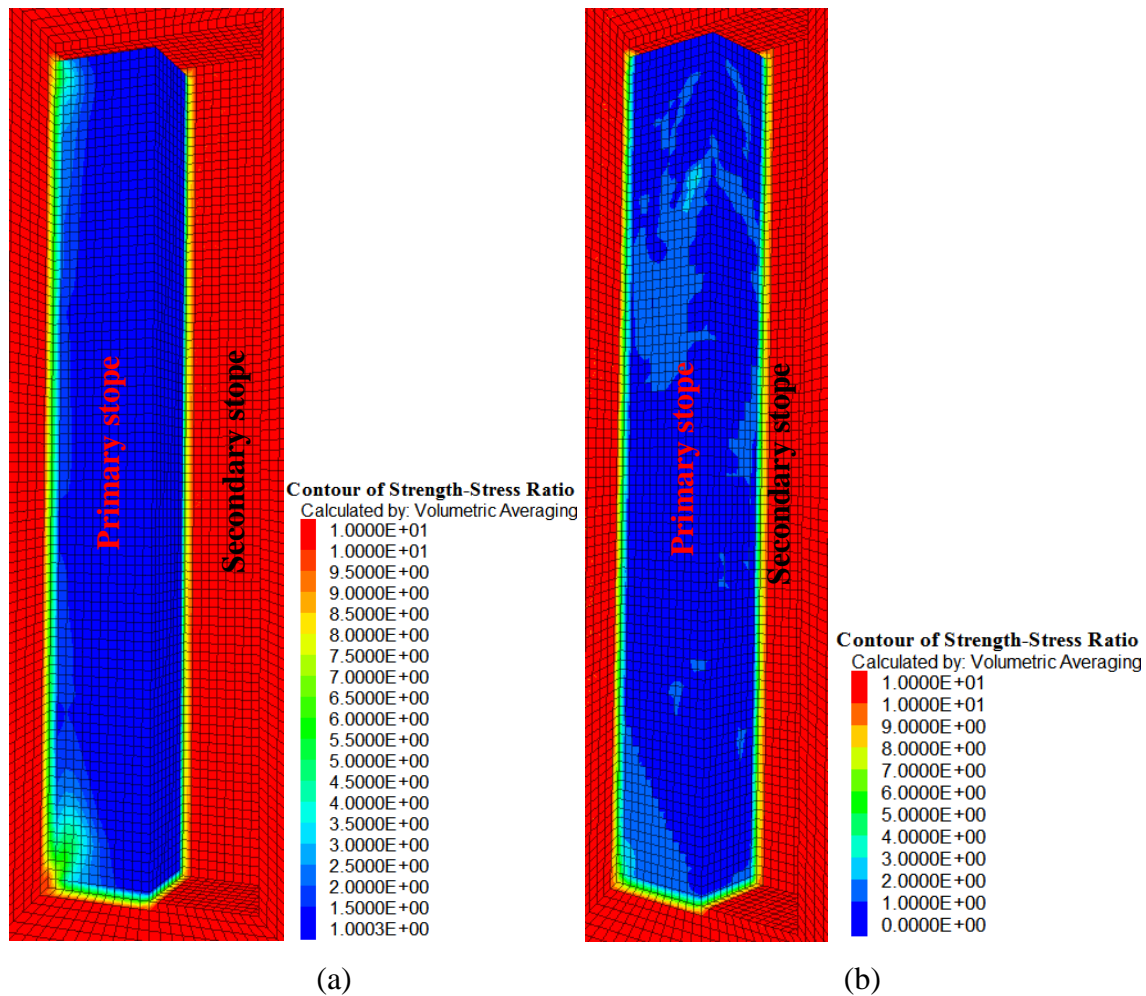 Primary stope
Secondary stope
Contour of Strength-Stress Ratio
Calculated by: Volumetric Averaging
1.0000E+01
1.0000E+01
9.5000E+00
9.0000E+00
8.5000E+00
8.0000E+00
7.5000E+00
7.0000E+00
6.5000E+00
6.0000E+00
5.5000E+00
5.0000E+00
4.5000E+00
4.0000E+00
3.5000E+00
3.0000E+00
2.5000E+00
2.0000E+00
1.5000E+00
1.0003E+00
(a)
Primary stope
Secondary stope
Contour of Strength-Stress Ratio
Calculated by: Volumetric Averaging
1.0000E+01
1.0000E+01
9.0000E+00
8.0000E+00
7.0000E+00
6.0000E+00
5.0000E+00
4.0000E+00
3.0000E+00
2.0000E+00
1.0000E+00
0.0000E+00
(b)